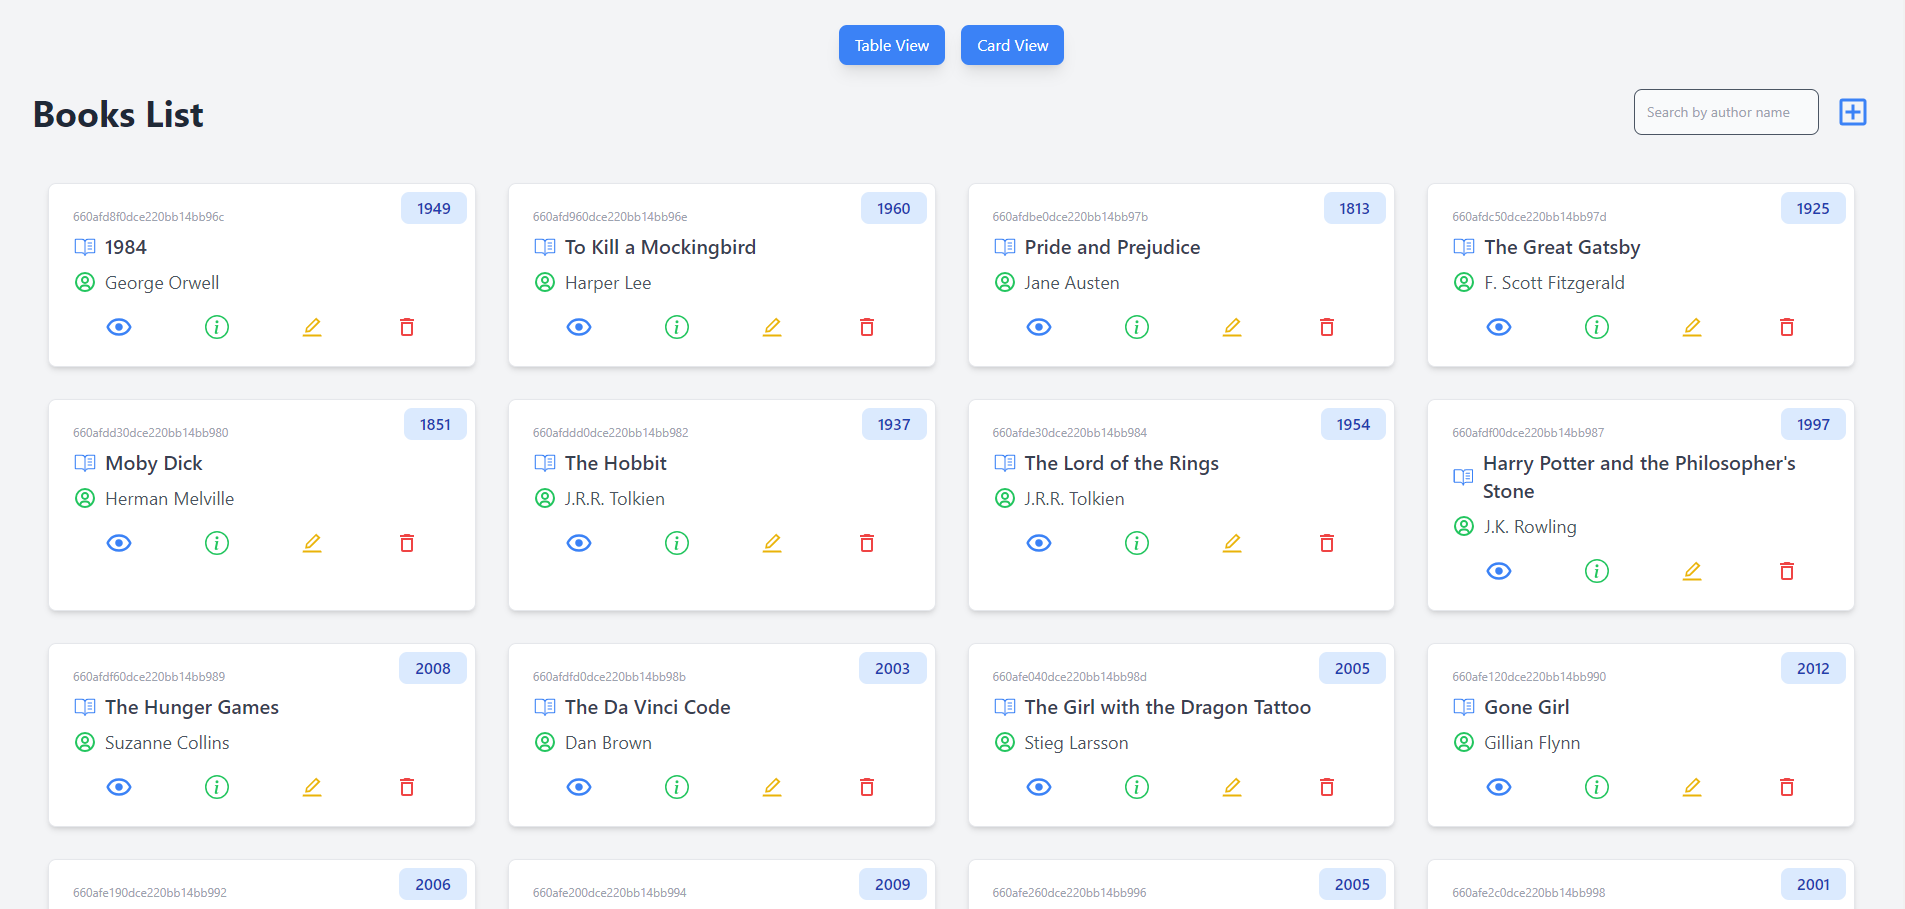 Table View
Card View
Books List
Search by author name
660afd8f0dce220bb14bb96c
1949
1984
George Orwell
660afd960dce220bb14bb96e
1960
To Kill a Mockingbird
Harper Lee
660afdbe0dce220bb14bb97b
1813
Pride and Prejudice
Jane Austen
660afdc50dce220bb14bb97d
1925
The Great Gatsby
F. Scott Fitzgerald
660afdd30dce220bb14bb980
1851
Moby Dick
Herman Melville
660afddd0dce220bb14bb982
1937
The Hobbit
J.R.R. Tolkien
660afde30dce220bb14bb984
1954
The Lord of the Rings
J.R.R. Tolkien
660afdf00dce220bb14bb987
1997
Harry Potter and the Philosopher's
Stone
J.K. Rowling
660afdf60dce220bb14bb989
2008
The Hunger Games
Suzanne Collins
660afdfd0dce220bb14bb98b
2003
The Da Vinci Code
Dan Brown
660afe040dce220bb14bb98d
2005
The Girl with the Dragon Tattoo
Stieg Larsson
660afe120dce220bb14bb990
2012
Gone Girl
Gillian Flynn
660afe190dce220bb14bb992
2006
660afe200dce220bb14bb994
2009
660afe260dce220bb14bb996
2005
660afe2c0dce220bb14bb998
2001